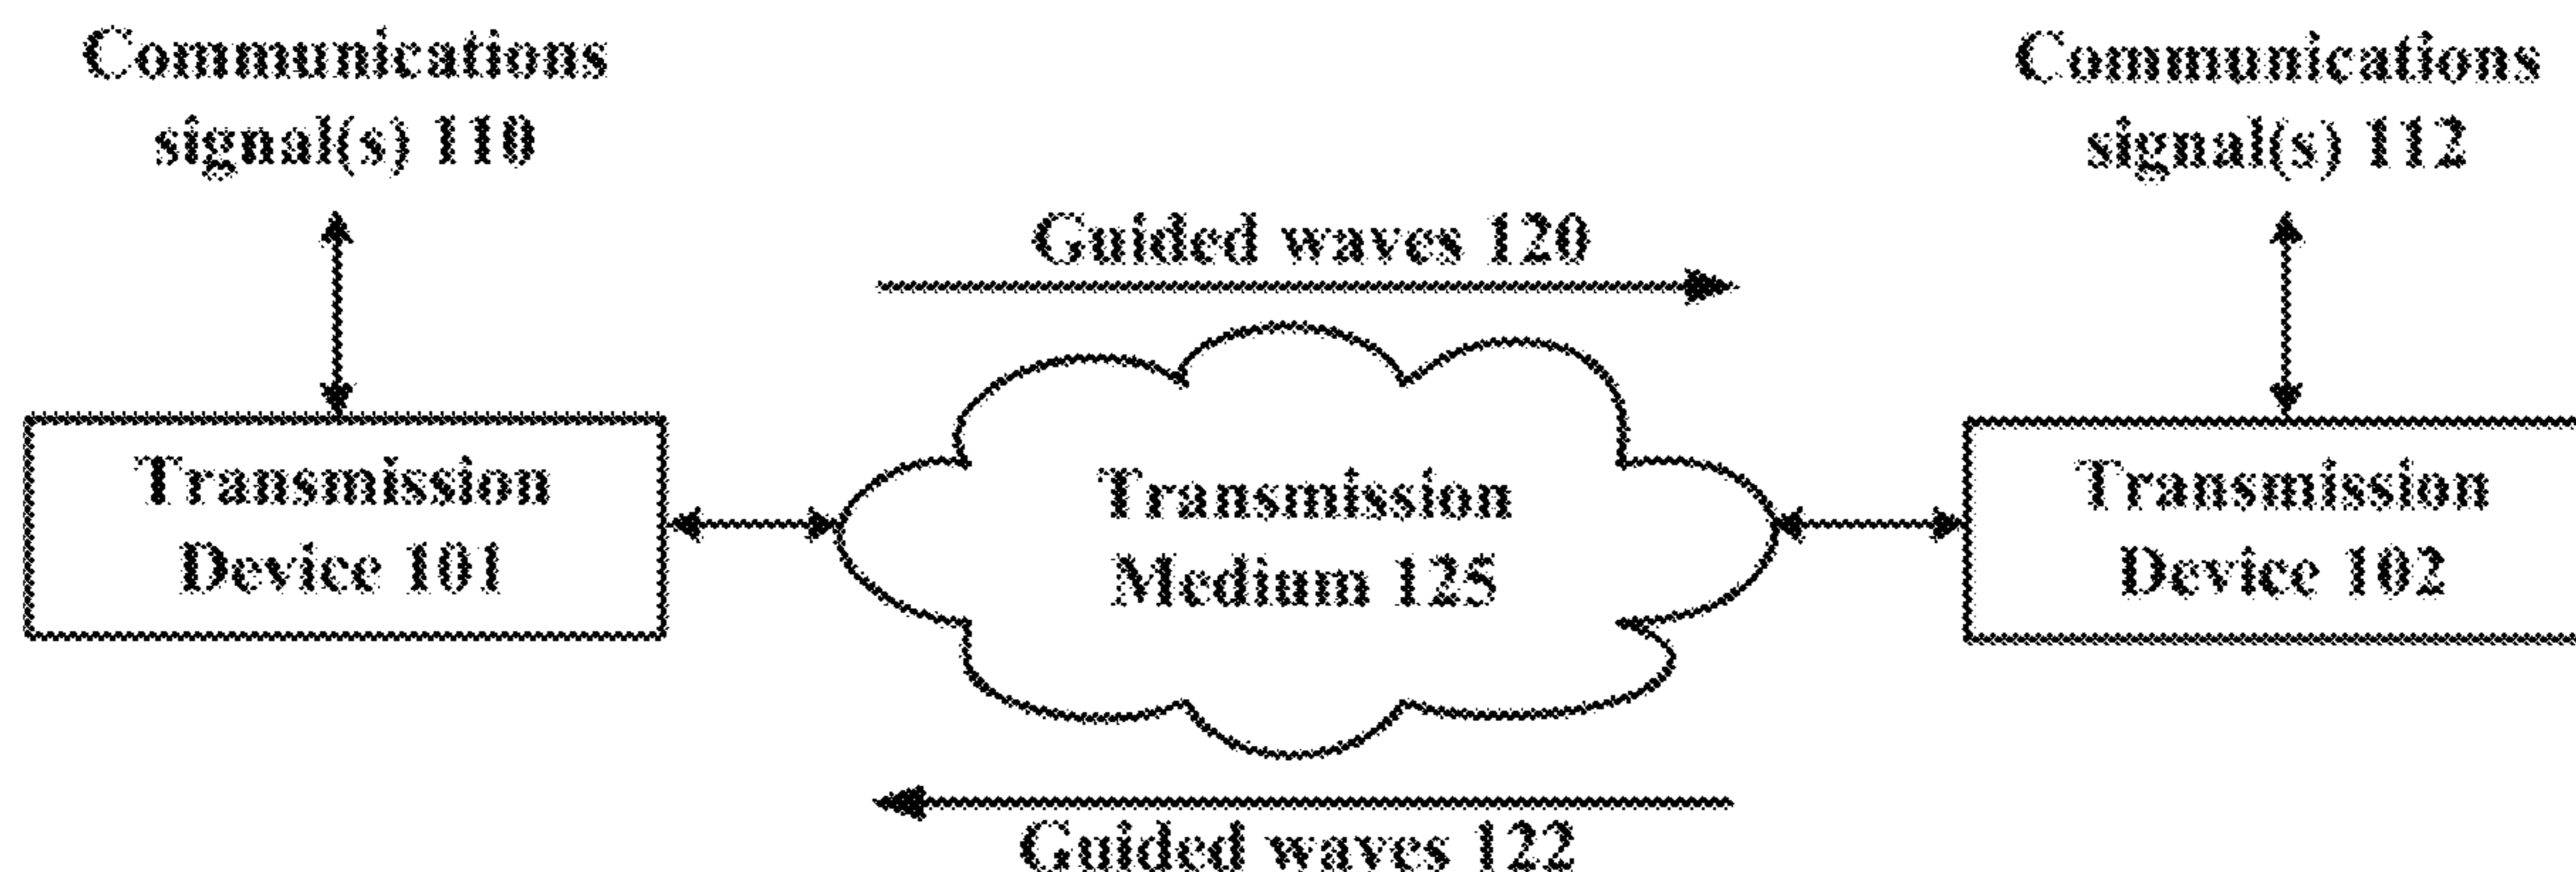 Communications
signal(s) 110
Communications
signal(s) 112
Guided waves 120
Transmission
Device 101
Transmission
Medium 125
Transmission
Device 102
Guided waves 122